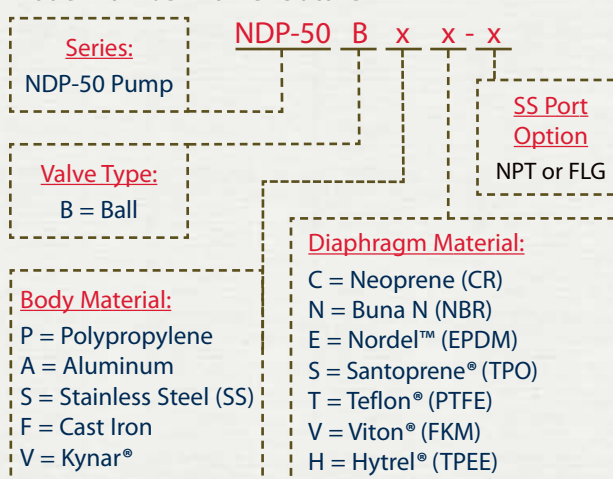 NDP-50 B x x - x
Series:
NDP-50 Pump
Valve Type:
B = Ball
SS Port
Option
NPT or FLG
Body Material:
P = Polypropylene
A = Aluminum
S = Stainless Steel (SS)
F = Cast Iron
V = Kynar®
Diaphragm Material:
C = Neoprene (CR)
N = Buna N (NBR)
E = Nordel™ (EPDM)
S = Santoprene® (TPO)
T = Teflon® (PTFE)
V = Viton® (FKM)
H = Hytrel® (TPEE)